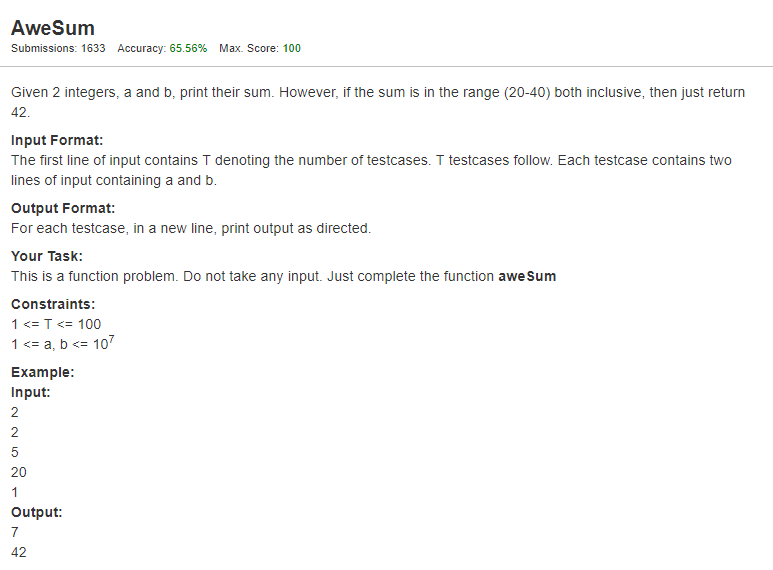 AweSum
Submissions: 1633 Accuracy: 65.56% Max. Score: 100
Given 2 integers, a and b, print their sum. However, if the sum is in the range (20-40) both inclusive, then just return
42.
Input Format:
The first line of input contains T denoting the number of testcases. T testcases follow. Each testcase contains two
lines of input containing a and b.
Output Format:
For each testcase, in a new line, print output as directed.
Your Task:
This is a function problem. Do not take any input. Just complete the function aweSum
Constraints:
1 <= T <= 100
1 <= a, b <= 10⁷
Example:
Input:
2
2
5
20
1
Output:
7
42